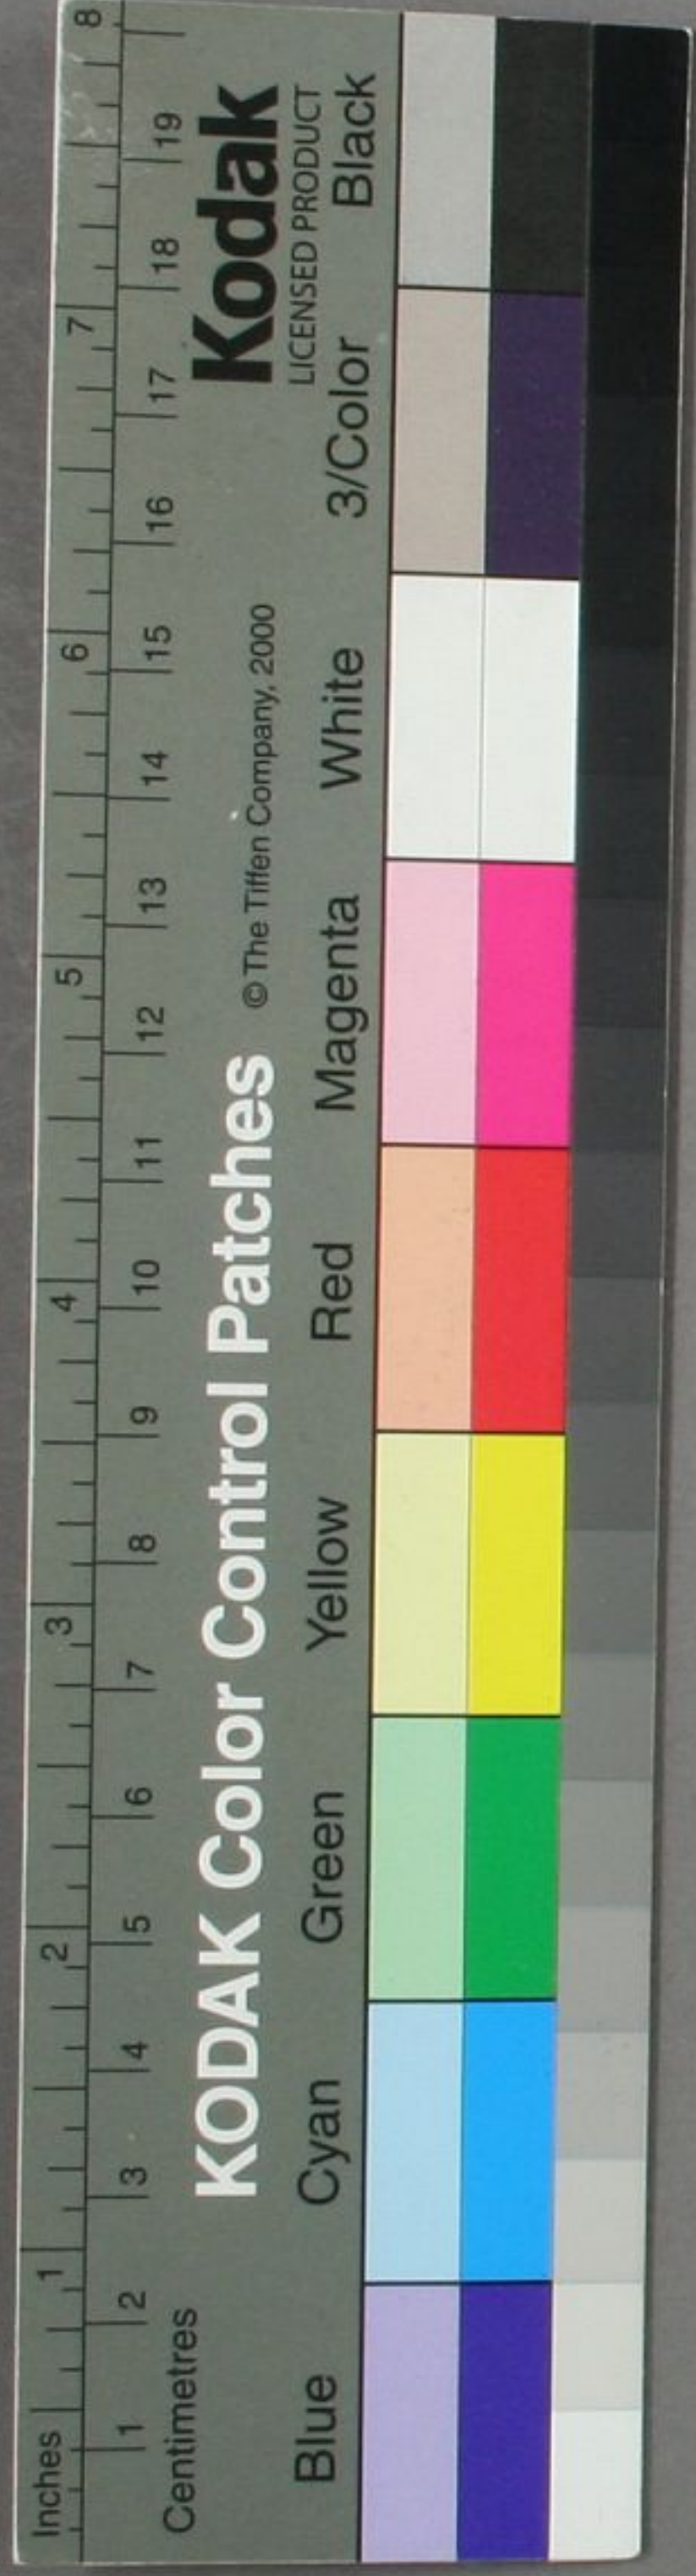 Inches 1 2 3 4 5 6 7 8
Centimetres 1 2 3 4 5 6 7 8 9 10 11 12 13 14 15 16 17 18 19
KODAK Color Control Patches © The Tiffen Company, 2000 Kodak
LICENSED PRODUCT
Blue Cyan Green Yellow Red Magenta White 3/Color Black